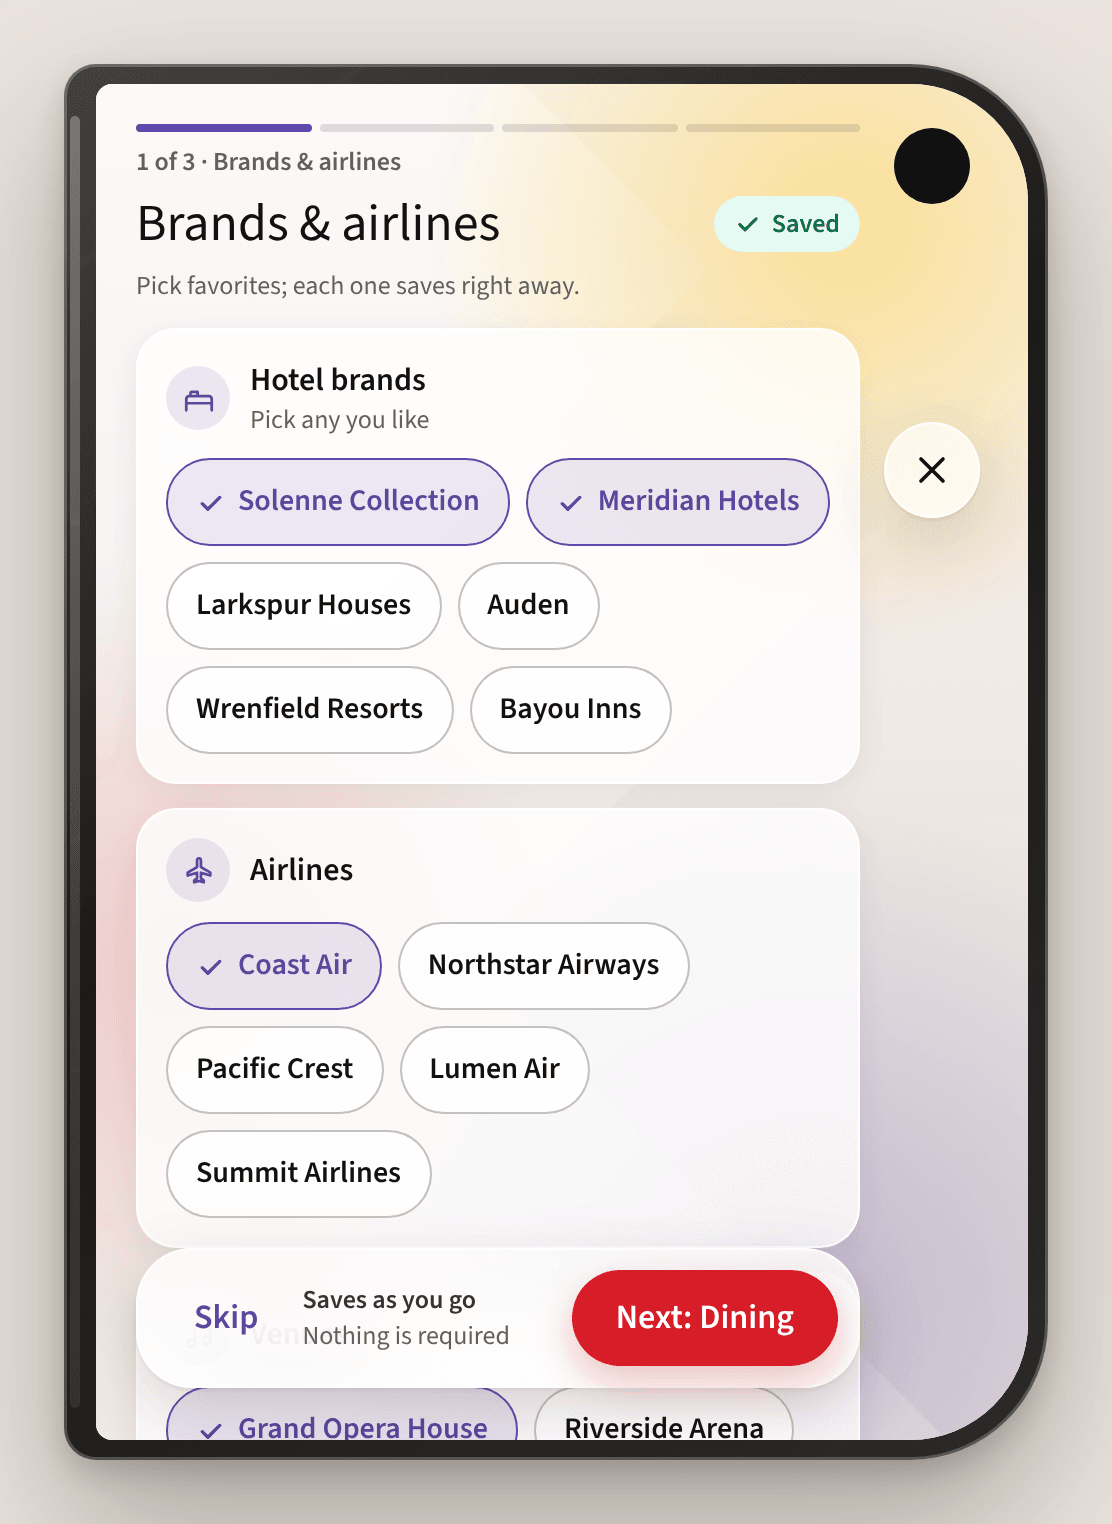 1 of 3 · Brands & airlines
Brands & airlines
Saved
Pick favorites; each one saves right away.
Hotel brands
Pick any you like
Solenne Collection
Meridian Hotels
Larkspur Houses
Auden
Wrenfield Resorts
Bayou Inns
Airlines
Coast Air
Northstar Airways
Pacific Crest
Lumen Air
Summit Airlines
Skip
Saves as you go
Nothing is required
Next: Dining
Grand Opera House
Riverside Arena